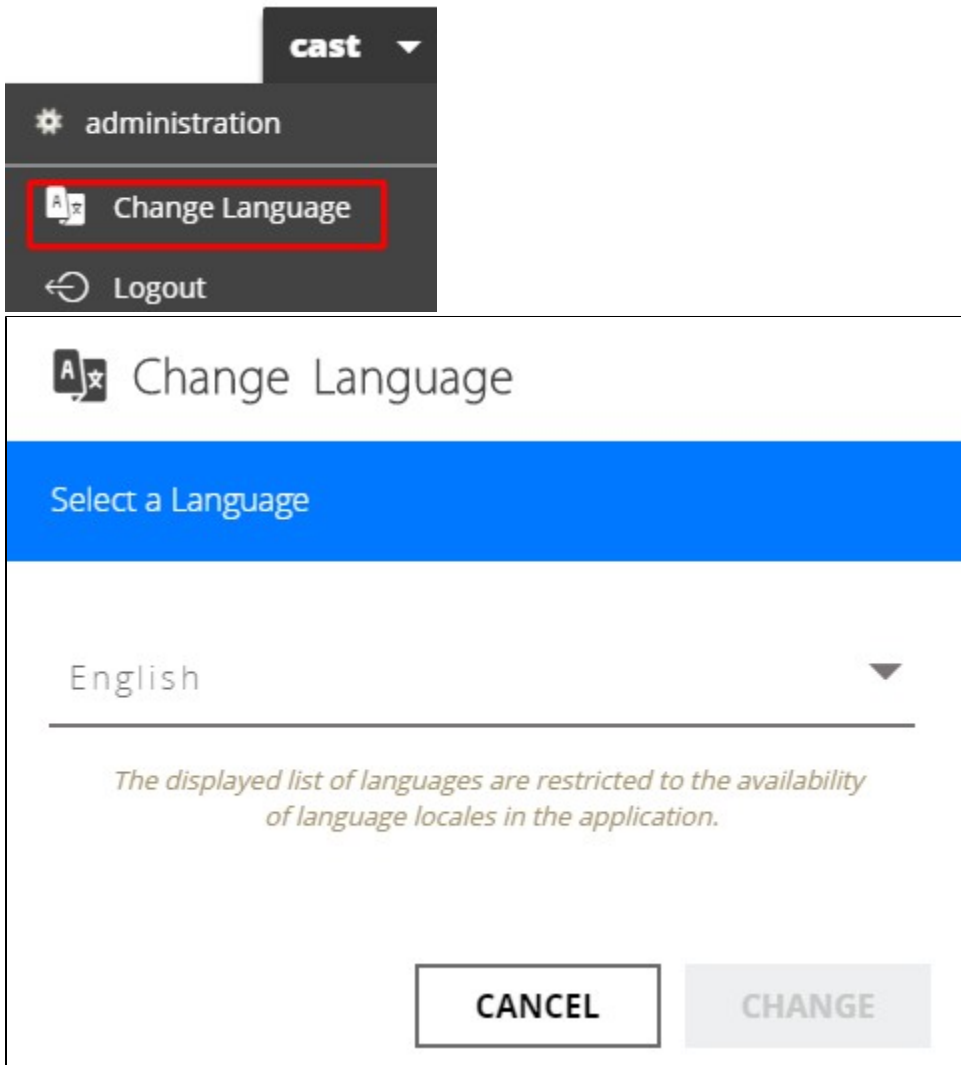 cast
administration
Change Language
Logout
Change Language
Select a Language
English
The displayed list of languages are restricted to the availability
of language locales in the application.
CANCEL CHANGE